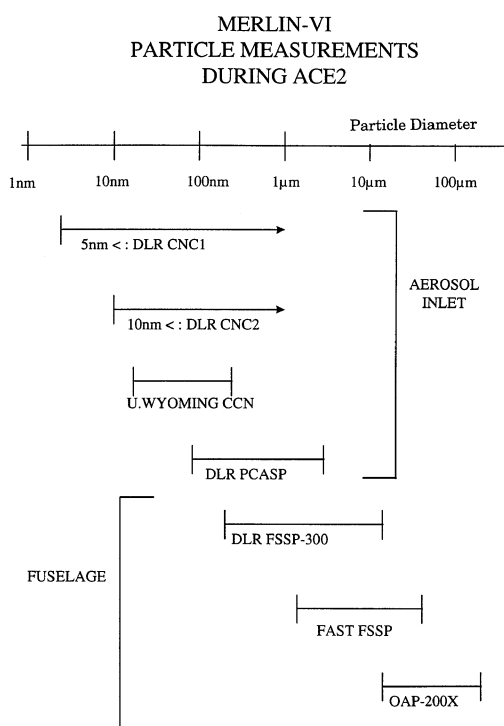 MERLIN-VI
PARTICLE MEASUREMENTS
DURING ACE2
Particle Diameter
1nm 10nm 100nm 1µm 10µm 100µm
5nm < : DLR CNC1
AEROSOL
INLET
10nm < : DLR CNC2
U.WYOMING CCN
DLR PCASP
DLR FSSP-300
FUSELAGE
FAST FSSP
OAP-200X